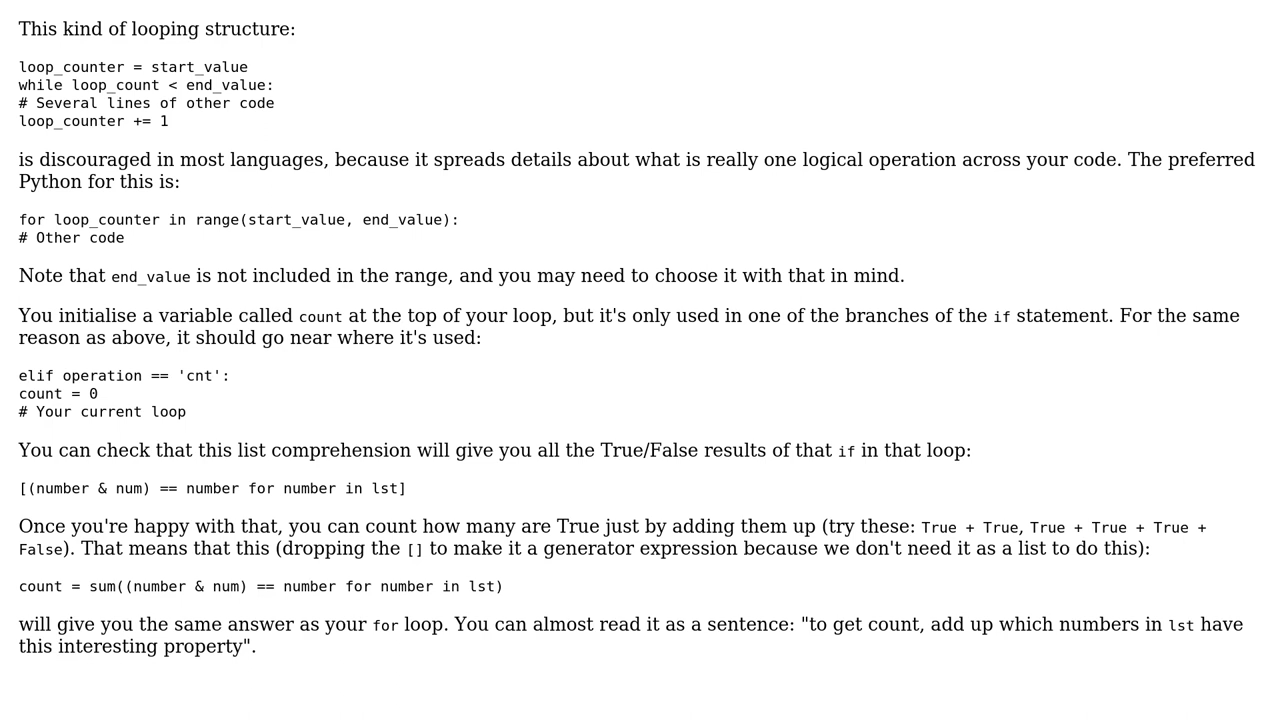 This kind of looping structure:
loop_counter = start_value
while loop_count < end_value:
# Several lines of other code
loop_counter += 1
is discouraged in most languages, because it spreads details about what is really one logical operation across your code. The preferred
Python for this is:
for loop_counter in range(start_value, end_value):
# Other code
Note that end_value is not included in the range, and you may need to choose it with that in mind.
You initialise a variable called count at the top of your loop, but it's only used in one of the branches of the if statement. For the same
reason as above, it should go near where it's used:
elif operation == 'cnt':
count = 0
# Your current loop
You can check that this list comprehension will give you all the True/False results of that if in that loop:
[(number & num) == number for number in lst]
Once you're happy with that, you can count how many are True just by adding them up (try these: True + True, True + True + True +
False). That means that this (dropping the [] to make it a generator expression because we don't need it as a list to do this):
count = sum((number & num) == number for number in lst)
will give you the same answer as your for loop. You can almost read it as a sentence: "to get count, add up which numbers in lst have
this interesting property".